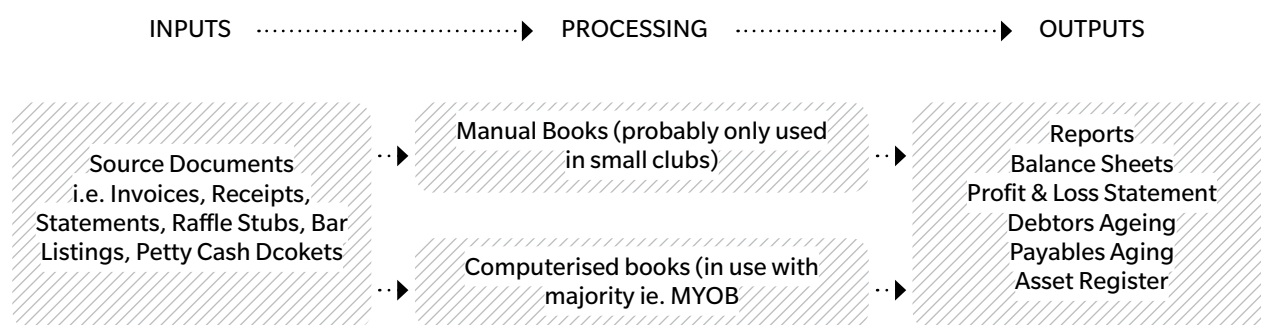 INPUTS
PROCESSING
OUTPUTS
Source Documents
i.e. Invoices, Receipts,
Statements, Raffle Stubs, Bar
Listings, Petty Cash Dcokets
Manual Books (probably only used
in small clubs)
Computerised books (in use with
majority ie. MYOB
Reports
Balance Sheets
Profit & Loss Statement
Debtors Ageing
Payables Aging
Asset Register